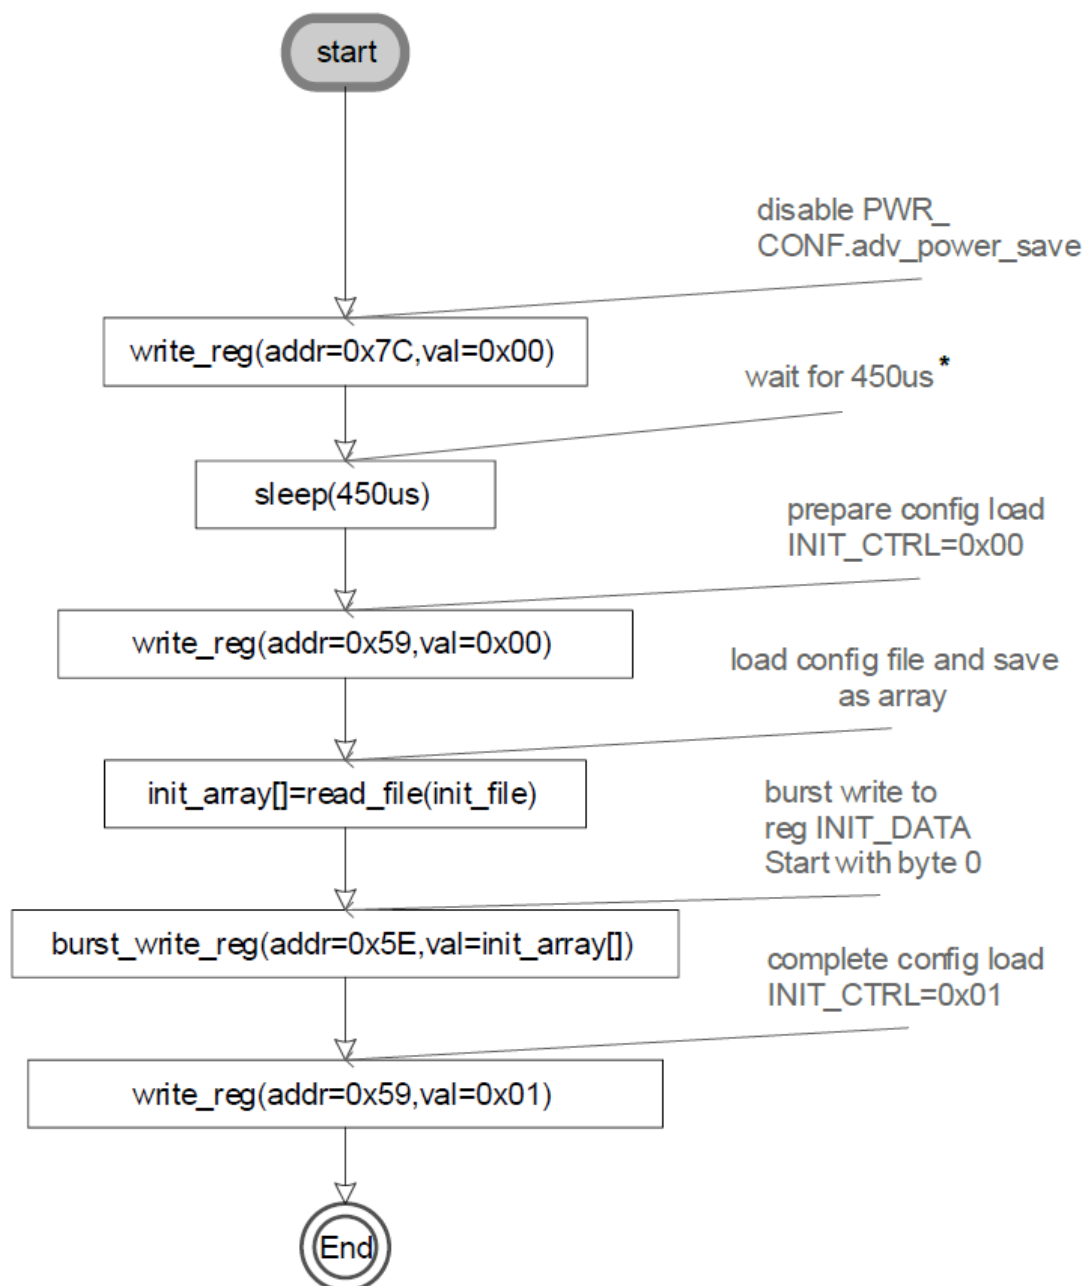 start
disable PWR_
CONF.adv_power_save
write_reg(addr=0x7C,val=0x00)
wait for 450us*
sleep(450us)
prepare config load
INIT_CTRL=0x00
write_reg(addr=0x59,val=0x00)
load config file and save
as array
init_array[]=read_file(init_file)
burst write to
reg INIT_DATA
Start with byte 0
burst_write_reg(addr=0x5E,val=init_array[])
complete config load
INIT_CTRL=0x01
write_reg(addr=0x59,val=0x01)
End